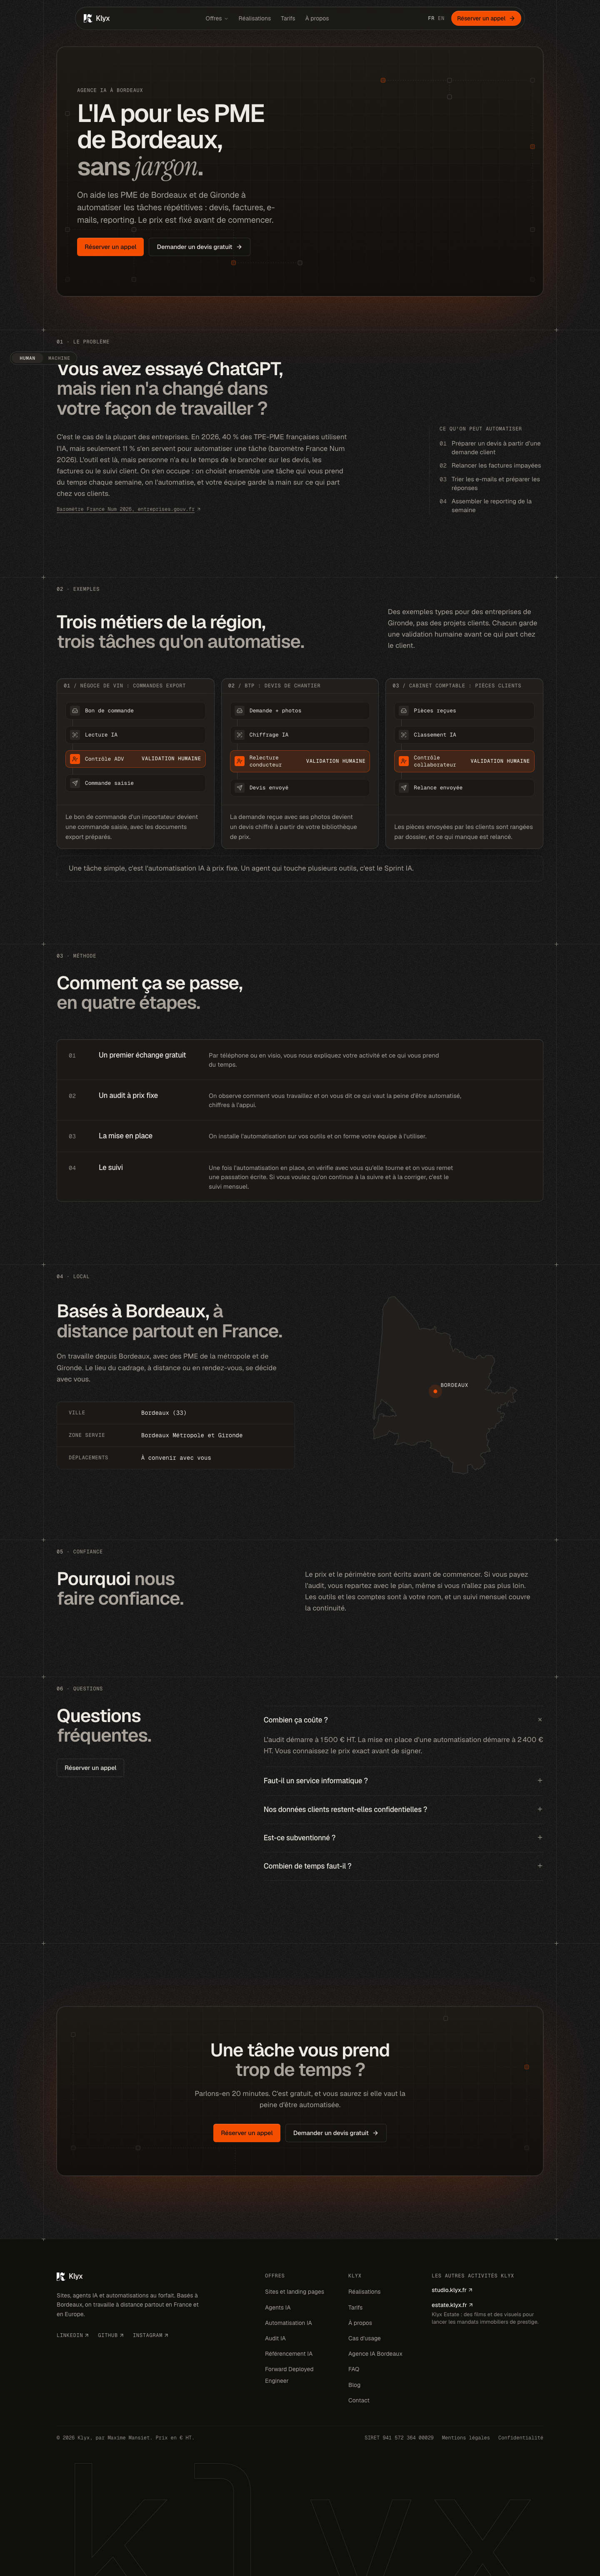 Klyx
Offres
Réalisations
Tarifs
À propos
FR EN
Réserver un appel →
AGENCE IA À BORDEAUX
L'IA pour les PME
de Bordeaux,
sans jargon.
On aide les PME de Bordeaux et de Gironde à
automatiser les tâches répétitives : devis, factures, e-
mails, reporting. Le prix est fixé avant de commencer.
Réserver un appel
Demander un devis gratuit →
01 · LE PROBLÈME
HUMAN MACHINE
Vous avez essayé ChatGPT,
mais rien n'a changé dans
votre façon de travailler ?
C'est le cas de la plupart des entreprises. En 2026, 40 % des TPE-PME françaises utilisent
l'IA, mais seulement 11 % s'en servent pour automatiser une tâche (baromètre France Num
2026). L'outil est là, mais personne n'a eu le temps de le brancher sur les devis, les
factures ou le suivi client. On s'en occupe : on choisit ensemble une tâche qui vous prend
du temps chaque semaine, on l'automatise, et votre équipe garde la main sur ce qui part
chez vos clients.
Baromètre France Num 2026, entreprises.gouv.fr ↗
CE QU'ON PEUT AUTOMATISER
01 Préparer un devis à partir d'une
demande client
02 Relancer les factures impayées
03 Trier les e-mails et préparer les
réponses
04 Assembler le reporting de la
semaine
02 · EXEMPLES
Trois métiers de la région,
trois tâches qu'on automatise.
Des exemples types pour des entreprises de
Gironde, pas des projets clients. Chacun garde
une validation humaine avant ce qui part chez
le client.
01 / NÉGOCE DE VIN : COMMANDES EXPORT
Bon de commande
Lecture IA
Contrôle ADV VALIDATION HUMAINE
Commande saisie
Le bon de commande d'un importateur devient
une commande saisie, avec les documents
export préparés.
02 / BTP : DEVIS DE CHANTIER
Demande + photos
Chiffrage IA
Relecture
conducteur VALIDATION HUMAINE
Devis envoyé
La demande reçue avec ses photos devient
un devis chiffré à partir de votre bibliothèque
de prix.
03 / CABINET COMPTABLE : PIÈCES CLIENTS
Pièces reçues
Classement IA
Contrôle
collaborateur VALIDATION HUMAINE
Relance envoyée
Les pièces envoyées par les clients sont rangées
par dossier, et ce qui manque est relancé.
Une tâche simple, c'est l'automatisation IA à prix fixe. Un agent qui touche plusieurs outils, c'est le Sprint IA.
03 · MÉTHODE
Comment ça se passe,
en quatre étapes.
01 Un premier échange gratuit
Par téléphone ou en visio, vous nous expliquez votre activité et ce qui vous prend
du temps.
02 Un audit à prix fixe
On observe comment vous travaillez et on vous dit ce qui vaut la peine d'être automatisé,
chiffres à l'appui.
03 La mise en place
On installe l'automatisation sur vos outils et on forme votre équipe à l'utiliser.
04 Le suivi
Une fois l'automatisation en place, on vérifie avec vous qu'elle tourne et on vous remet
une passation écrite. Si vous voulez qu'on continue à la suivre et à la corriger, c'est le
suivi mensuel.
04 · LOCAL
Basés à Bordeaux, à
distance partout en France.
On travaille depuis Bordeaux, avec des PME de la métropole et de
Gironde. Le lieu du cadrage, à distance ou en rendez-vous, se décide
avec vous.
VILLE Bordeaux (33)
ZONE SERVIE Bordeaux Métropole et Gironde
DÉPLACEMENTS À convenir avec vous
BORDEAUX
05 · CONFIANCE
Pourquoi nous
faire confiance.
Le prix et le périmètre sont écrits avant de commencer. Si vous payez
l'audit, vous repartez avec le plan, même si vous n'allez pas plus loin.
Les outils et les comptes sont à votre nom, et un suivi mensuel couvre
la continuité.
06 · QUESTIONS
Questions
fréquentes.
Réserver un appel
Combien ça coûte ?
L'audit démarre à 1 500 € HT. La mise en place d'une automatisation démarre à 2 400 €
HT. Vous connaissez le prix exact avant de signer.
Faut-il un service informatique ?
Nos données clients restent-elles confidentielles ?
Est-ce subventionné ?
Combien de temps faut-il ?
Une tâche vous prend
trop de temps ?
Parlons-en 20 minutes. C'est gratuit, et vous saurez si elle vaut la
peine d'être automatisée.
Réserver un appel
Demander un devis gratuit →
Klyx
Sites, agents IA et automatisations au forfait. Basés à
Bordeaux, on travaille à distance partout en France et
en Europe.
LINKEDIN ↗ GITHUB ↗ INSTAGRAM ↗
OFFRES
Sites et landing pages
Agents IA
Automatisation IA
Audit IA
Référencement IA
Forward Deployed
Engineer
KLYX
Réalisations
Tarifs
À propos
Cas d'usage
Agence IA Bordeaux
FAQ
Blog
Contact
LES AUTRES ACTIVITÉS KLYX
studio.klyx.fr ↗
estate.klyx.fr ↗
Klyx Estate : des films et des visuels pour
lancer les mandats immobiliers de prestige.
© 2026 Klyx, par Maxime Mansiet. Prix en € HT.
SIRET 941 572 364 00029 Mentions légales Confidentialité
klyx